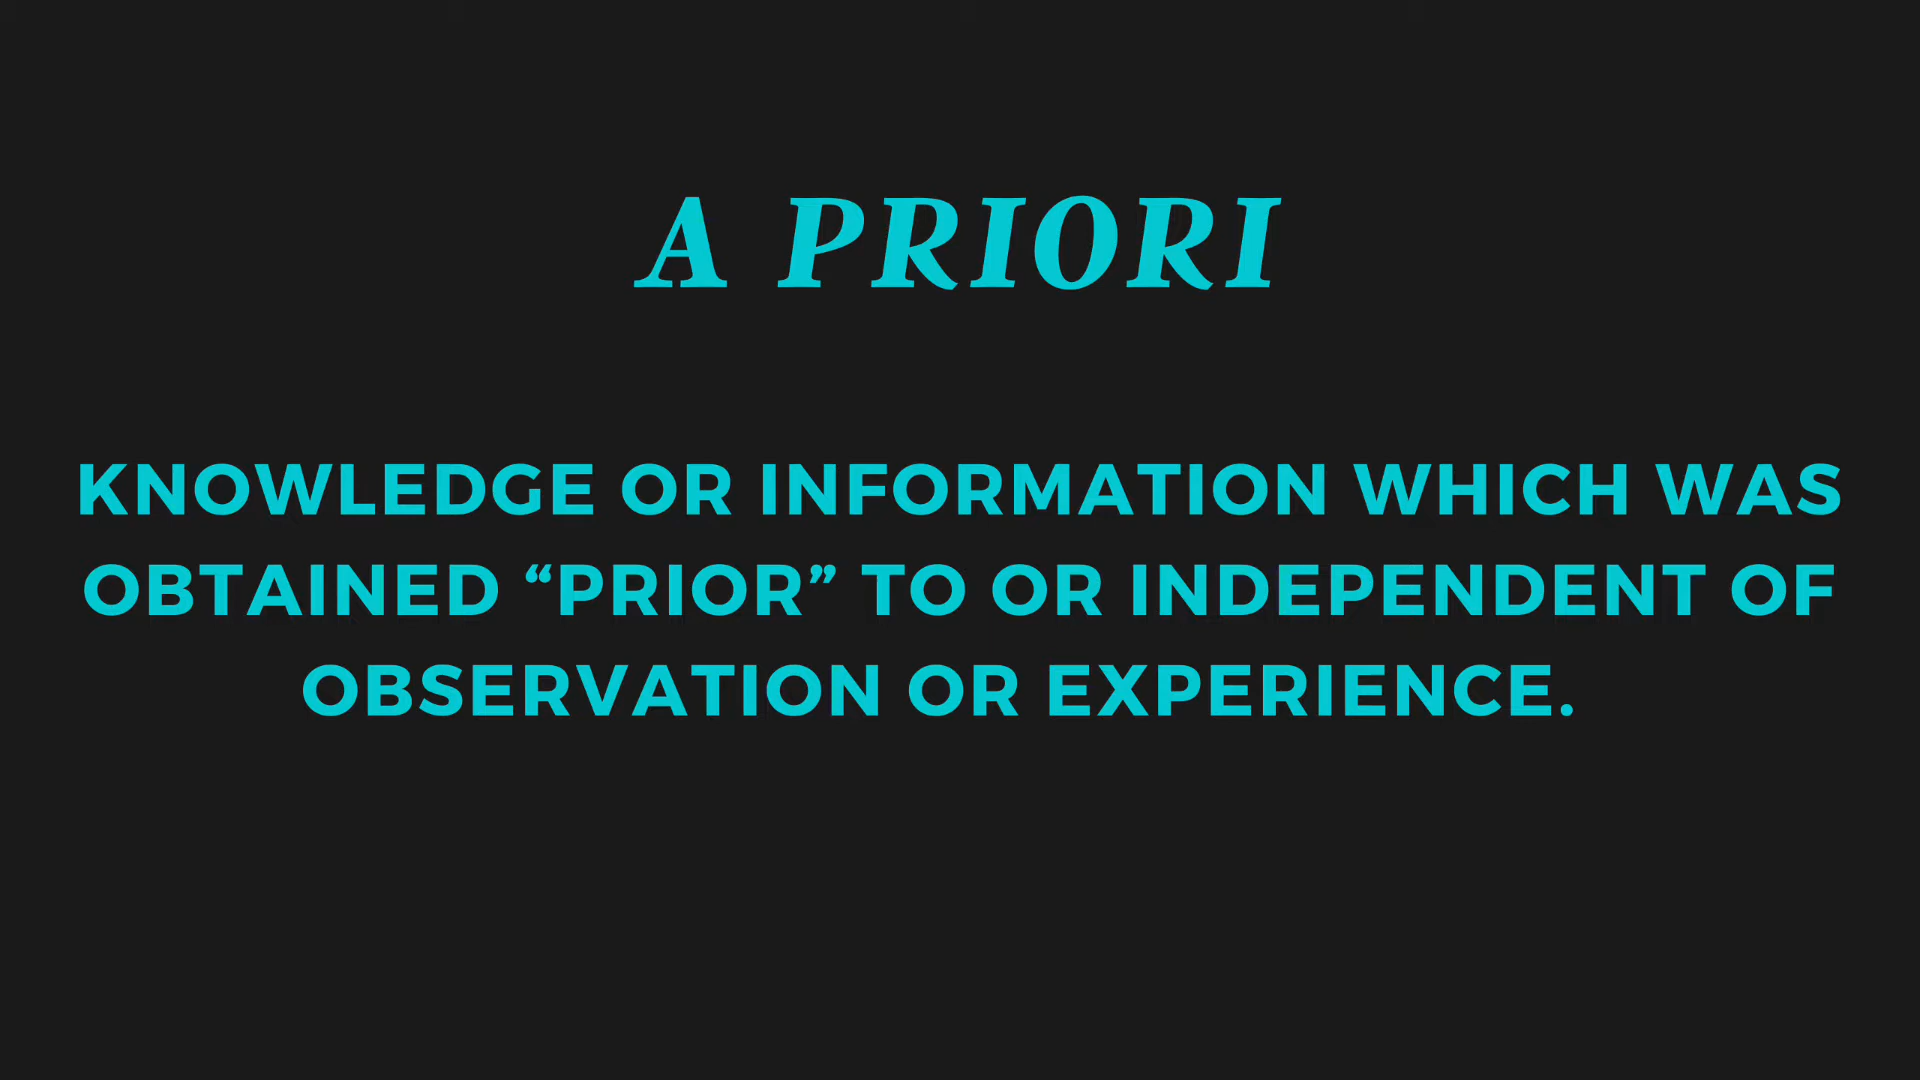 A PRIORI
KNOWLEDGE OR INFORMATION WHICH WAS
OBTAINED “PRIOR” TO OR INDEPENDENT OF
OBSERVATION OR EXPERIENCE.